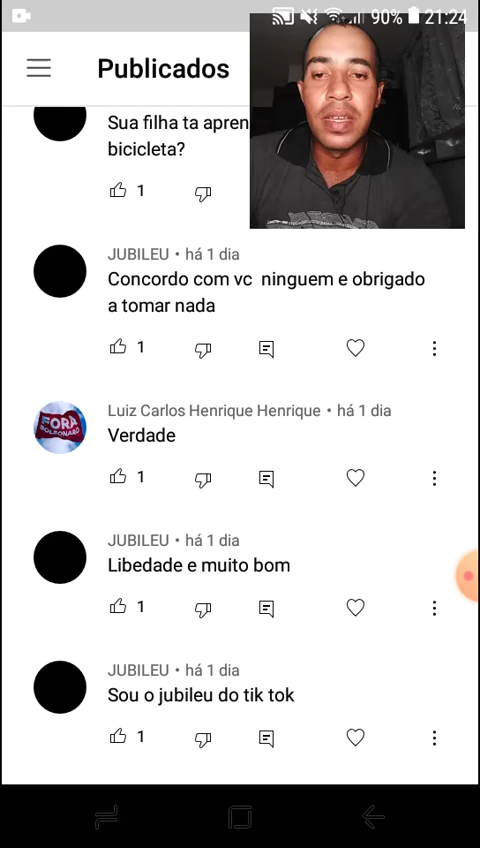 90% 21:24
Publicados
Sua filha ta apren
bicicleta?
1
JUBILEU • há 1 dia
Concordo com vc ninguem e obrigado
a tomar nada
1
Luiz Carlos Henrique Henrique • há 1 dia
FORA
BOLSONARO
Verdade
1
JUBILEU • há 1 dia
Libedade e muito bom
1
JUBILEU • há 1 dia
Sou o jubileu do tik tok
1